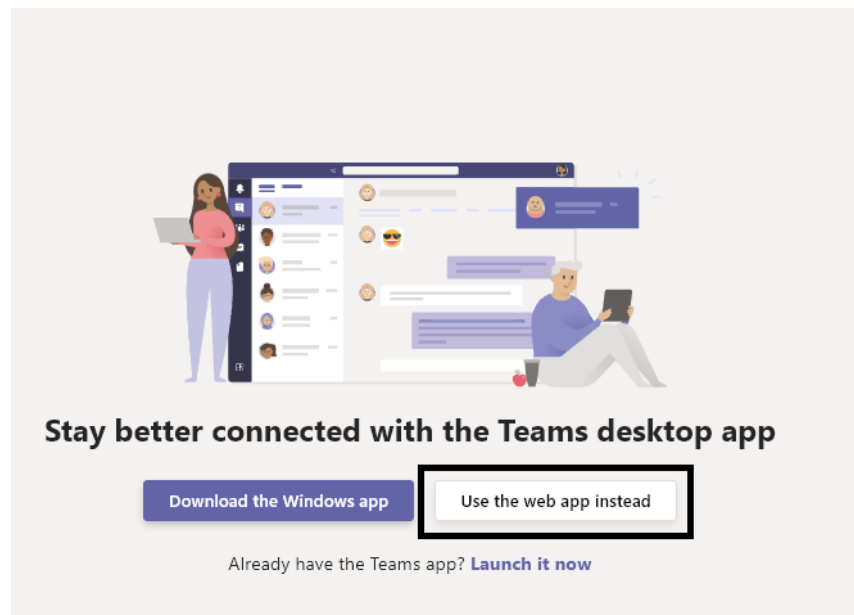 Stay better connected with the Teams desktop app
Download the Windows app
Use the web app instead
Already have the Teams app? Launch it now